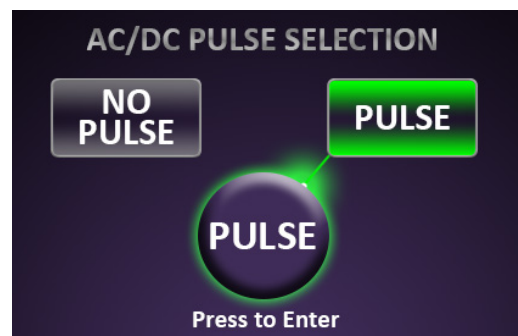 AC/DC PULSE SELECTION
NO
PULSE
PULSE
PULSE
Press to Enter